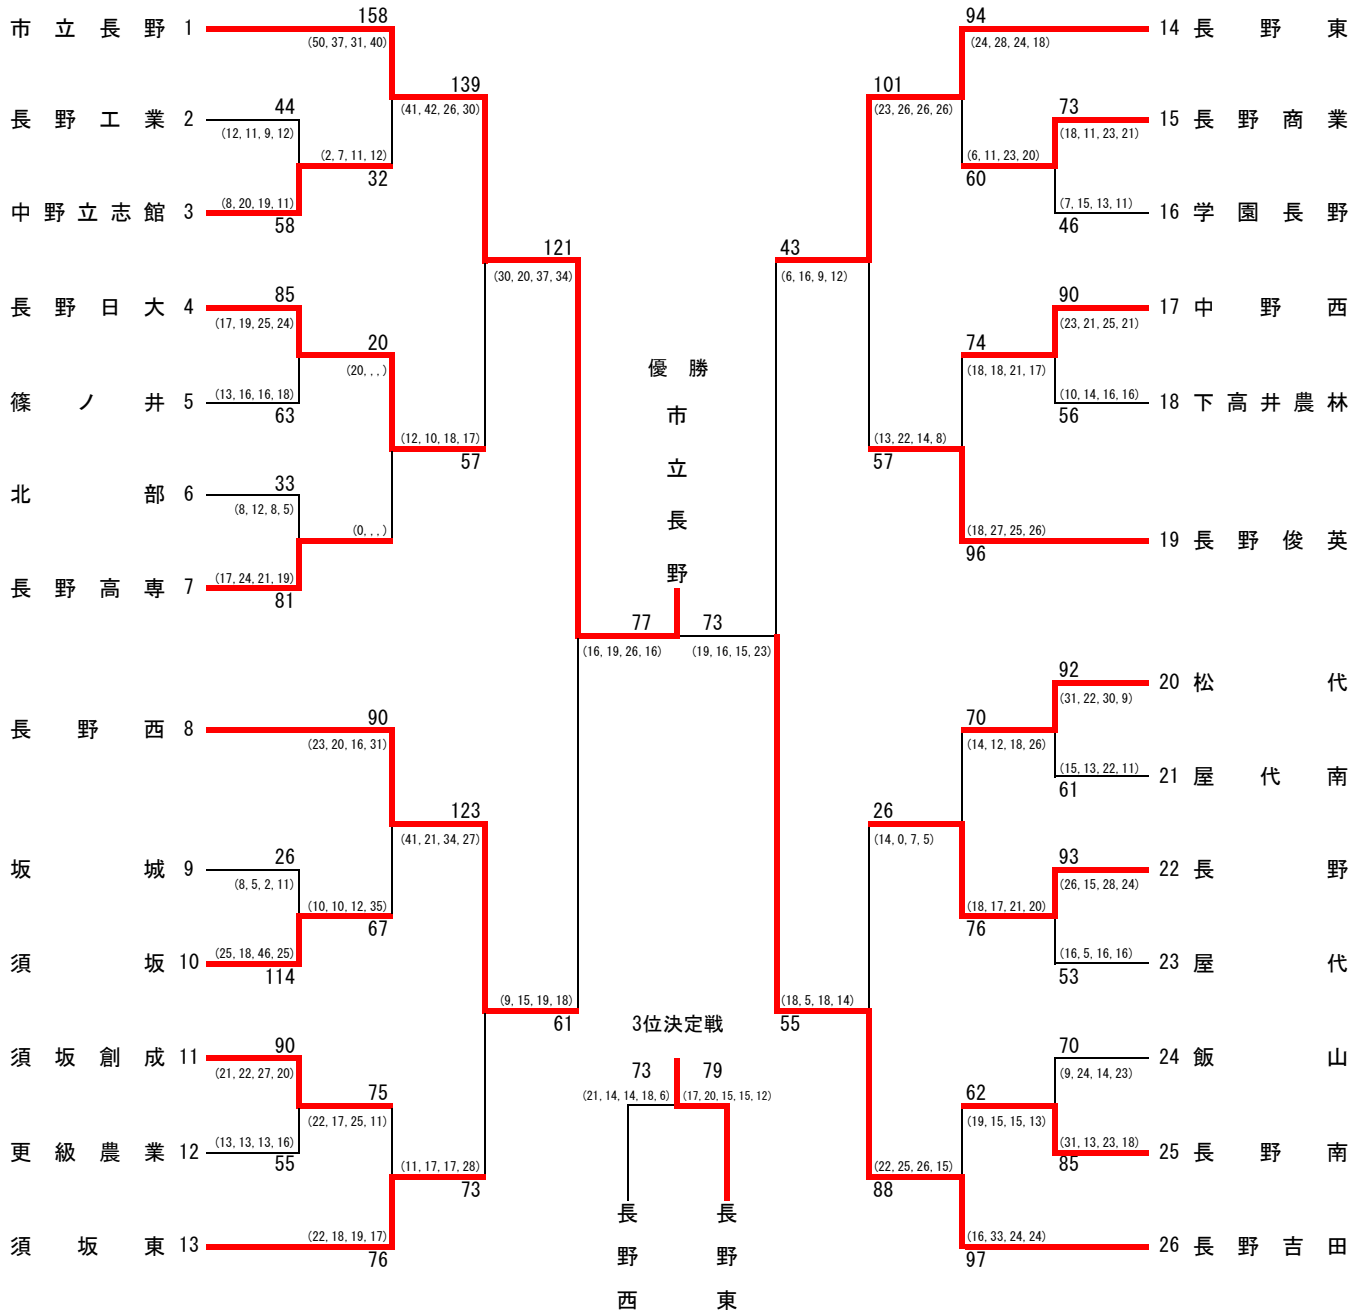 市立長野 1
158
(50, 37, 31, 40)
139
(41, 42, 26, 30)
長野工業 2
44
(12, 11, 9, 12)
(2, 7, 11, 12)
32
中野立志館 3
(8, 20, 19, 11)
58
121
(30, 20, 37, 34)
長野日大 4
85
(17, 19, 25, 24)
20
(20, , , )
篠ノ井 5
(13, 16, 16, 18)
63
(12, 10, 18, 17)
57
北部 6
33
(8, 12, 8, 5)
(0, , , )
長野高専 7
(17, 24, 21, 19)
81
長野西 8
90
(23, 20, 16, 31)
123
(41, 21, 34, 27)
坂城 9
26
(8, 5, 2, 11)
(10, 10, 12, 35)
67
須坂 10
(25, 18, 46, 25)
114
(9, 15, 19, 18)
61
須坂創成 11
90
(21, 22, 27, 20)
75
(22, 17, 25, 11)
更級農業 12
(13, 13, 13, 16)
55
(11, 17, 17, 28)
73
須坂東 13
(22, 18, 19, 17)
76
優勝
市立長野
77
(16, 19, 26, 16)
73
(19, 16, 15, 23)
3位決定戦
73
(21, 14, 14, 18, 6)
79
(17, 20, 15, 15, 12)
長野西
長野東
94
(24, 28, 24, 18)
14 長野東
101
(23, 26, 26, 26)
73
(18, 11, 23, 21)
15 長野商業
(6, 11, 23, 20)
60
(7, 15, 13, 11)
46
16 学園長野
43
(6, 16, 9, 12)
90
(23, 21, 25, 21)
17 中野西
74
(18, 18, 21, 17)
(10, 14, 16, 16)
56
18 下高井農林
(13, 22, 14, 8)
57
(18, 27, 25, 26)
96
19 長野俊英
92
(31, 22, 30, 9)
20 松代
70
(14, 12, 18, 26)
(15, 13, 22, 11)
61
21 屋代南
26
(14, 0, 7, 5)
93
(26, 15, 28, 24)
22 長野
(18, 17, 21, 20)
76
(16, 5, 16, 16)
53
23 屋代
(18, 5, 18, 14)
55
70
(9, 24, 14, 23)
24 飯山
62
(19, 15, 15, 13)
(31, 13, 23, 18)
85
25 長野南
(22, 25, 26, 15)
88
(16, 33, 24, 24)
97
26 長野吉田